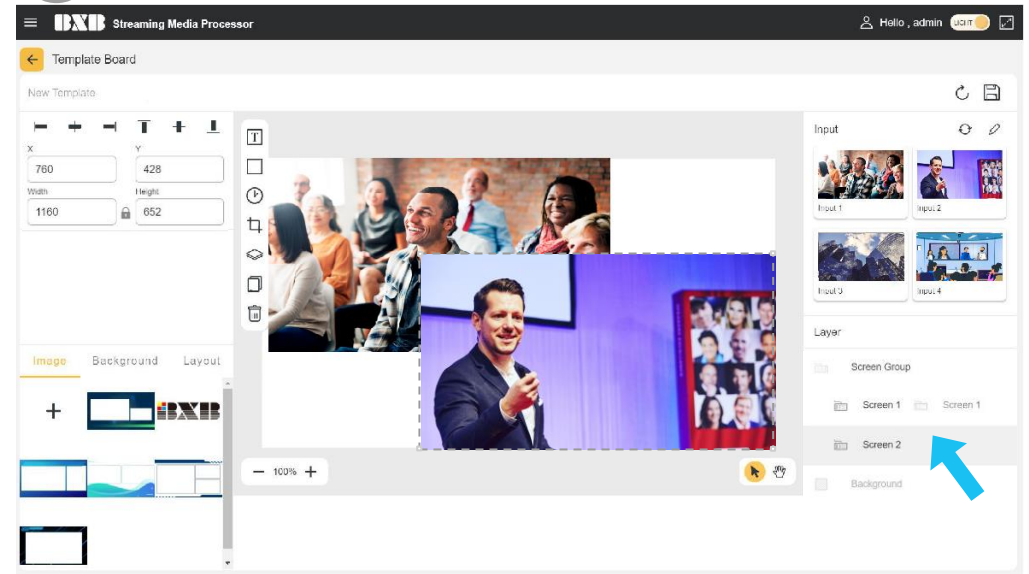 BXB Streaming Media Processor
Hello , admin LIGHT
Template Board
New Template
X Y
760 428
Width Height
1160 652
T
Input
Input 1 Input 2
Input 3 Input 4
Layer
Screen Group
Screen 1 Screen 1
Screen 2
Background
Image Background Layout
+ BXB
— 100% +